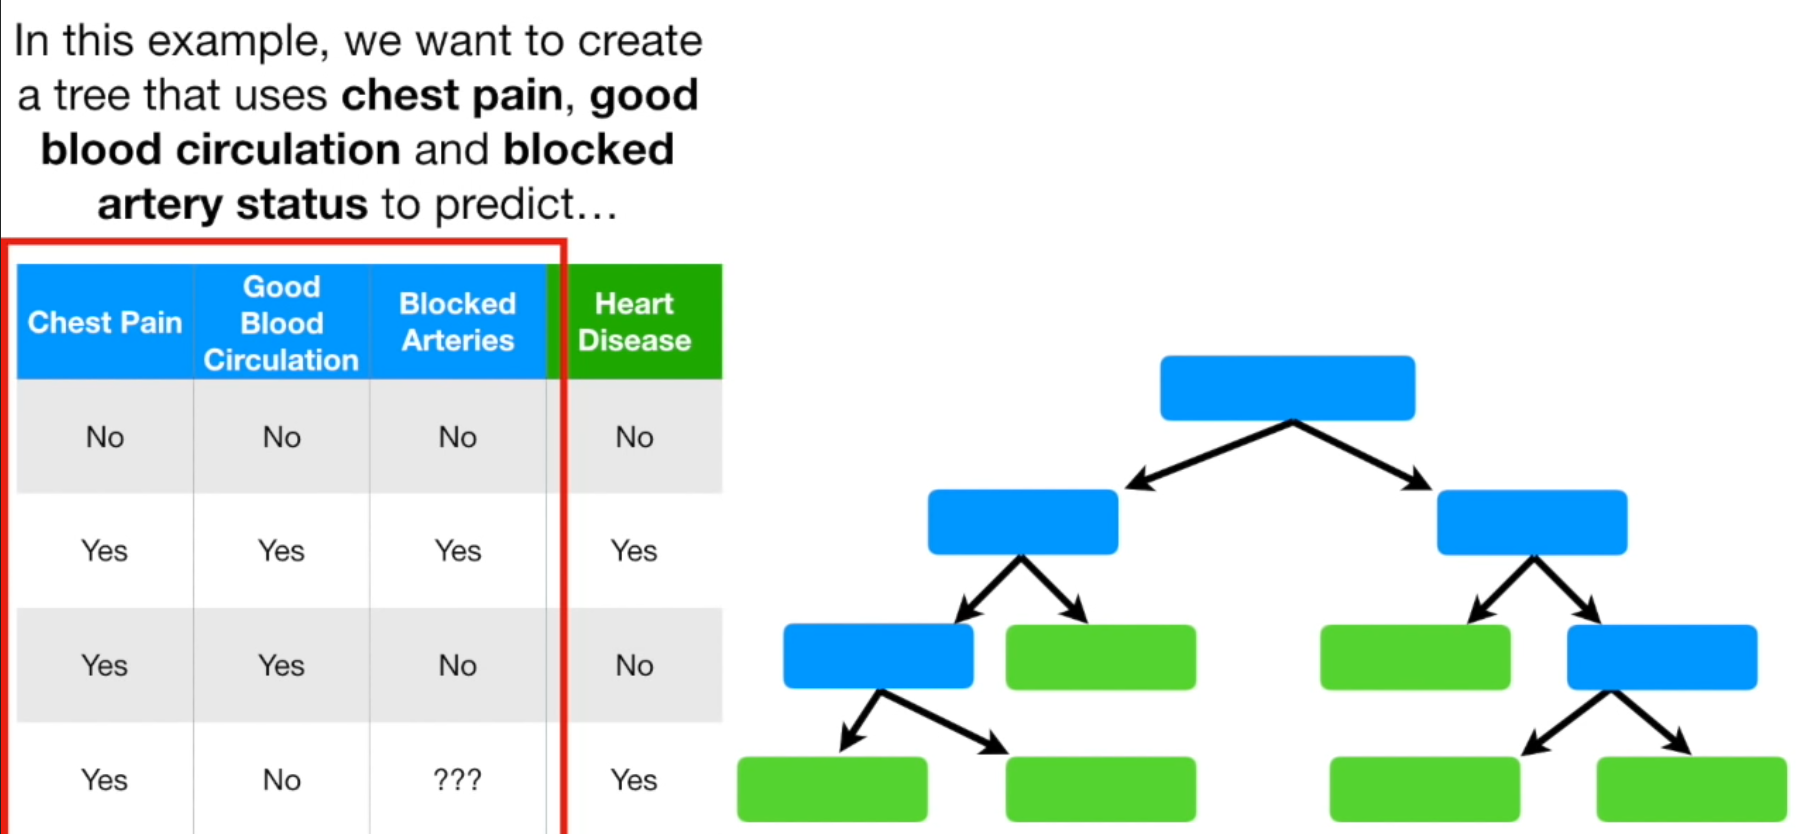 In this example, we want to create
a tree that uses chest pain, good
blood circulation and blocked
artery status to predict…
Chest Pain
Good
Blood
Circulation
Blocked
Arteries
Heart
Disease
No No No No
Yes Yes Yes Yes
Yes Yes No No
Yes No ??? Yes